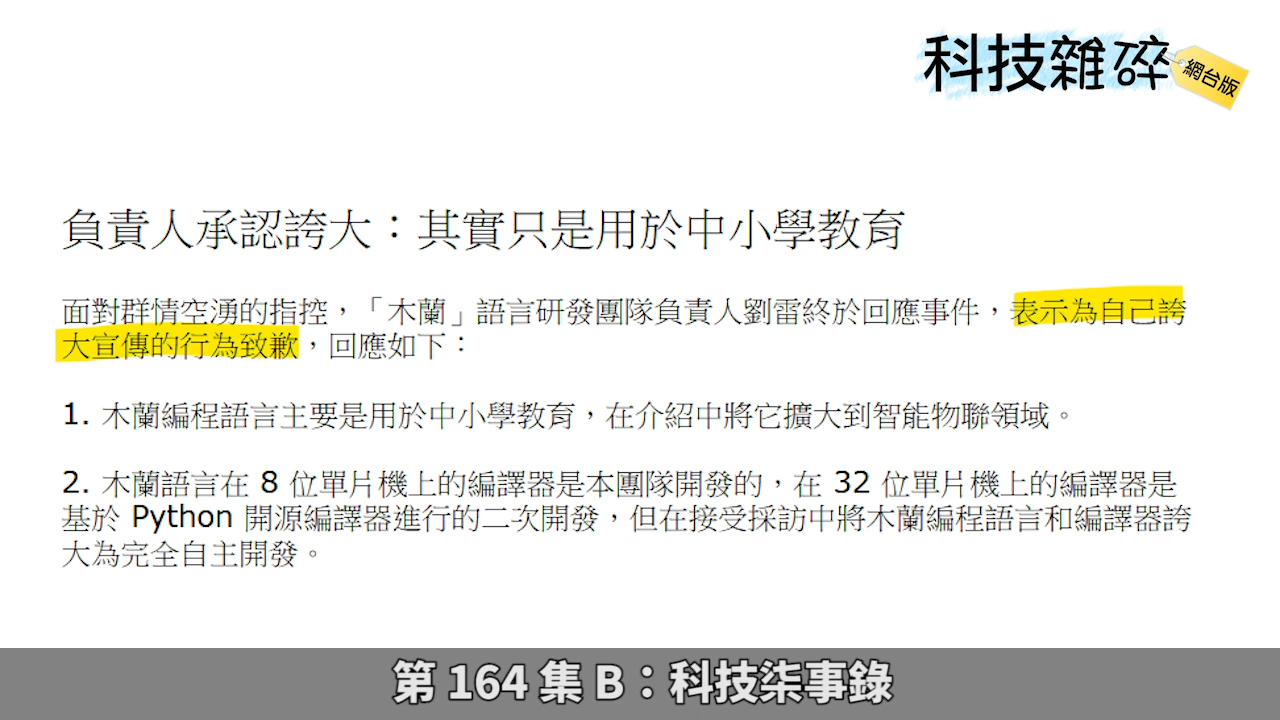 科技雜碎
網台版
負責人承認誇大：其實只是用於中小學教育
面對群情空湧的指控，「木蘭」語言研發團隊負責人劉雷終於回應事件，表示為自己誇
大宣傳的行為致歉，回應如下：
1. 木蘭編程語言主要是用於中小學教育，在介紹中將它擴大到智能物聯領域。
2. 木蘭語言在 8 位單片機上的編譯器是本團隊開發的，在 32 位單片機上的編譯器是
基於 Python 開源編譯器進行的二次開發，但在接受採訪中將木蘭編程語言和編譯器誇
大為完全自主開發。
第 164 集 B：科技柒事錄